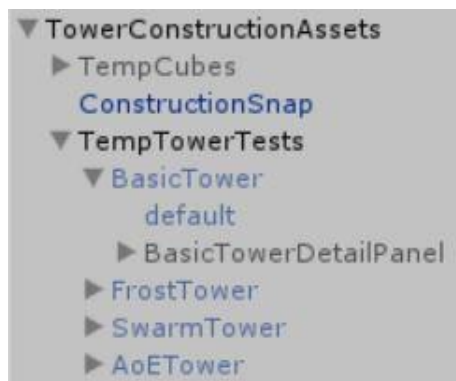 TowerConstructionAssets
TempCubes
ConstructionSnap
TempTowerTests
BasicTower
default
BasicTowerDetailPanel
FrostTower
SwarmTower
AoETower